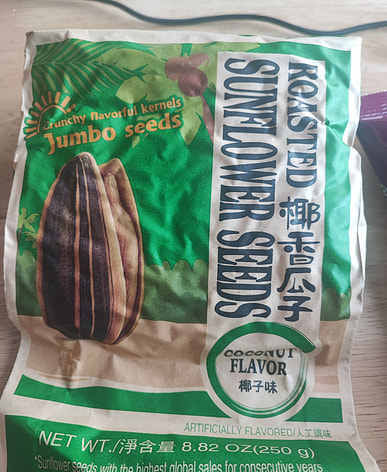 Crunchy flavorful kernels
Jumbo seeds
ROASTED
SUNFLOWER SEEDS
椰香瓜子
COCONUT
FLAVOR
椰子味
ARTIFICIALLY FLAVORED/人工調味
NET WT./淨含量 8.82 OZ(250 g)
*Sunflower seeds with the highest global sales for consecutive years